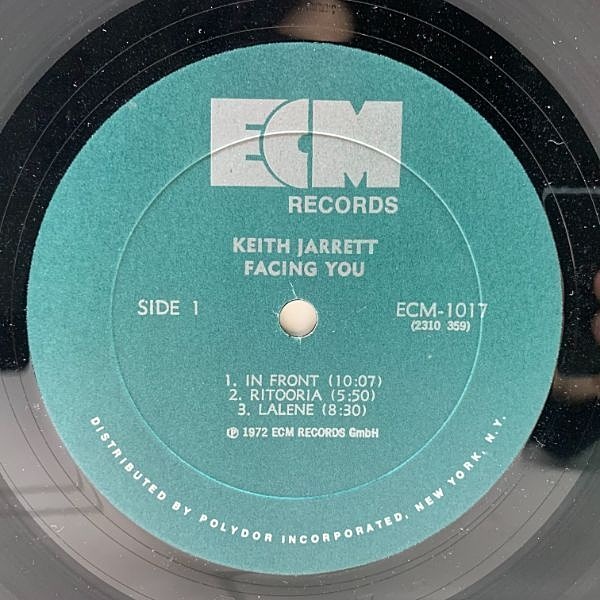 ECM
RECORDS
KEITH JARRETT
FACING YOU
SIDE 1
ECM-1017
(2310 359)
1. IN FRONT (10:07)
2. RITOORIA (5:50)
3. LALENE (8:30)
℗ 1972 ECM RECORDS GmbH
DISTRIBUTED BY POLYDOR INCORPORATED, NEW YORK, N.Y.